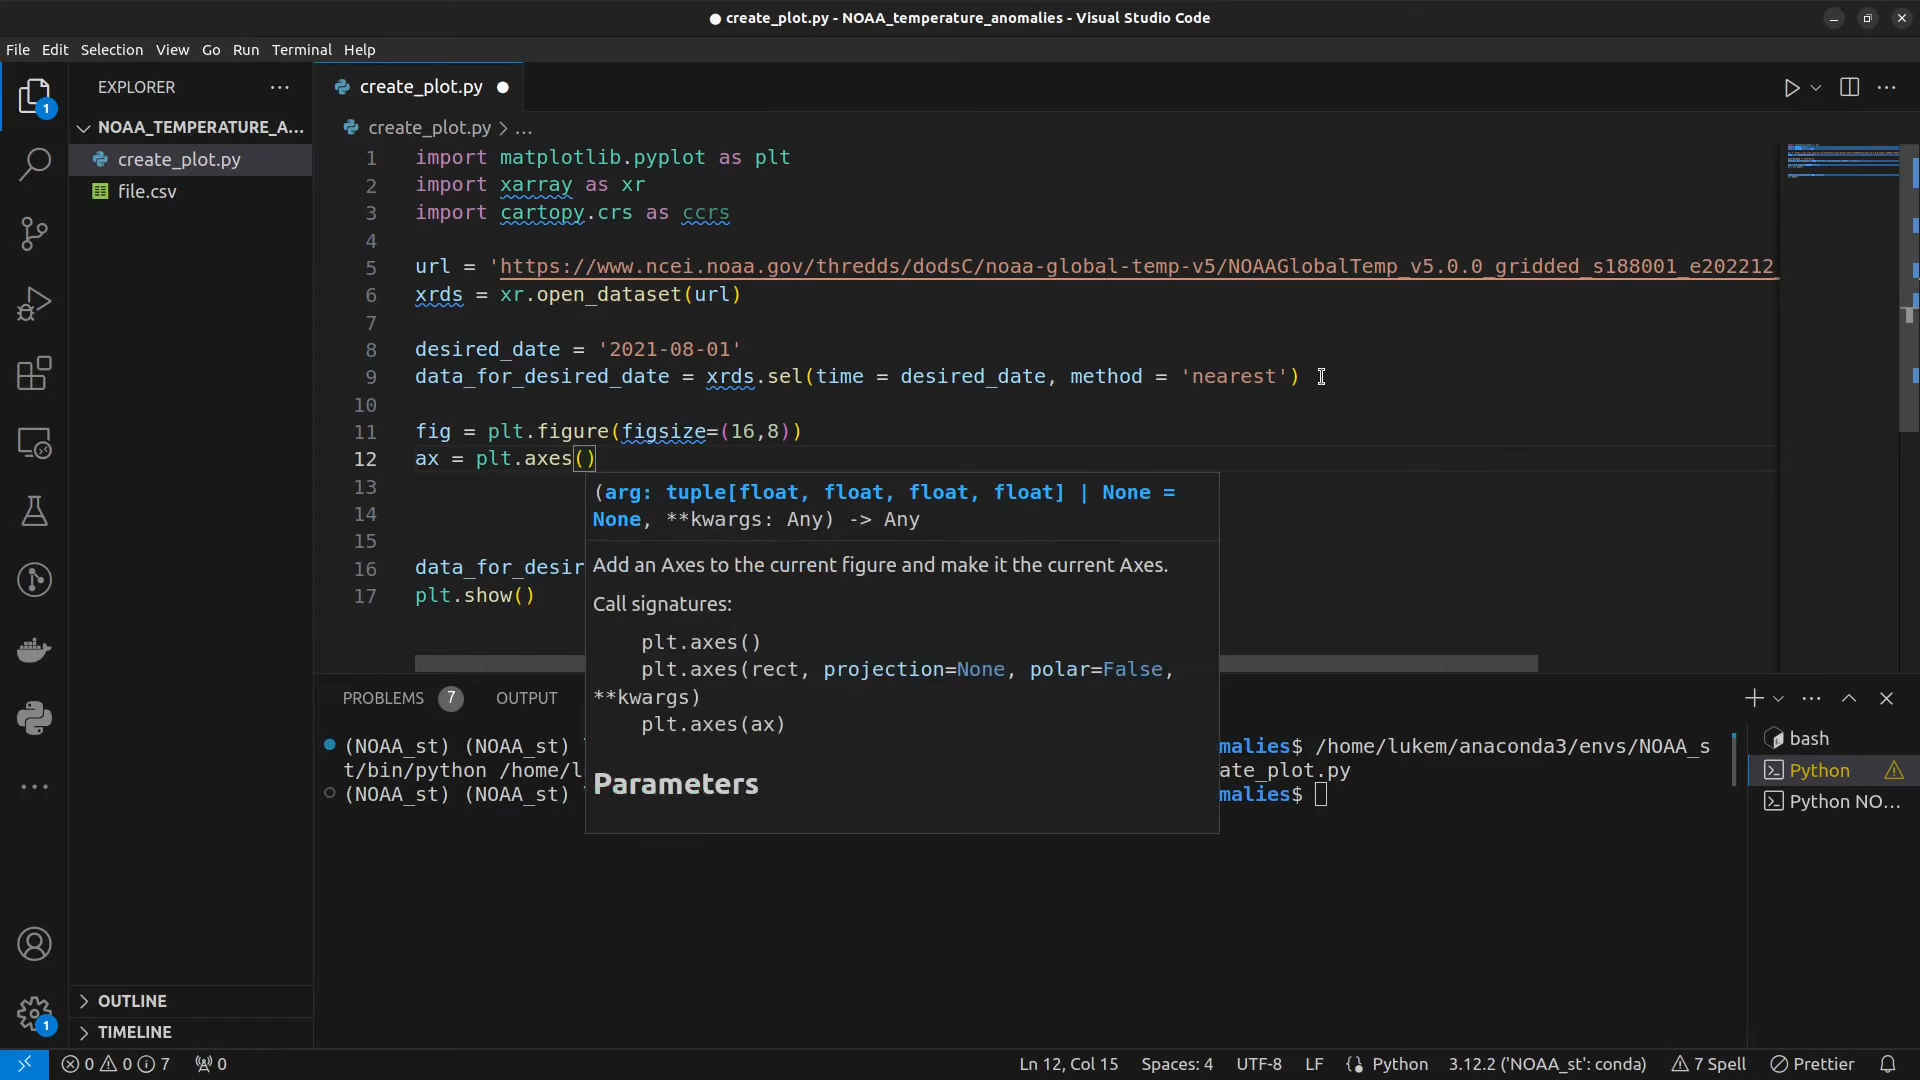 create_plot.py - NOAA_temperature_anomalies - Visual Studio Code
File Edit Selection View Go Run Terminal Help
EXPLORER
create_plot.py
1
NOAA_TEMPERATURE_A...
create_plot.py > ...
create_plot.py
file.csv
1 import matplotlib.pyplot as plt
2 import xarray as xr
3 import cartopy.crs as ccrs
4
5 url = 'https://www.ncei.noaa.gov/thredds/dodsC/noaa-global-temp-v5/NOAAGlobalTemp_v5.0.0_gridded_s188001_e202212_
6 xrds = xr.open_dataset(url)
7
8 desired_date = '2021-08-01'
9 data_for_desired_date = xrds.sel(time = desired_date, method = 'nearest')
10
11 fig = plt.figure(figsize=(16,8))
12 ax = plt.axes()
13
14
15
16 data_for_desir
17 plt.show()
(arg: tuple[float, float, float, float] | None =
None, **kwargs: Any) -> Any
Add an Axes to the current figure and make it the current Axes.
Call signatures:
plt.axes()
plt.axes(rect, projection=None, polar=False,
**kwargs)
plt.axes(ax)
Parameters
PROBLEMS 7 OUTPUT
(NOAA_st) (NOAA_st) malies$ /home/lukem/anaconda3/envs/NOAA_s
t/bin/python /home/l ate_plot.py
(NOAA_st) (NOAA_st) malies$
bash
Python
Python NO...
OUTLINE
1
TIMELINE
0 0 7 0 Ln 12, Col 15 Spaces: 4 UTF-8 LF Python 3.12.2 ('NOAA_st': conda) 7 Spell Prettier